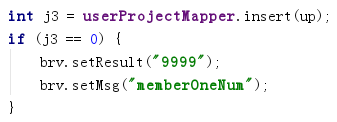 int j3 = userProjectMapper.insert(up);
if (j3 == 0) {
brv.setResult("9999");
brv.setMsg("memberOneNum");
}